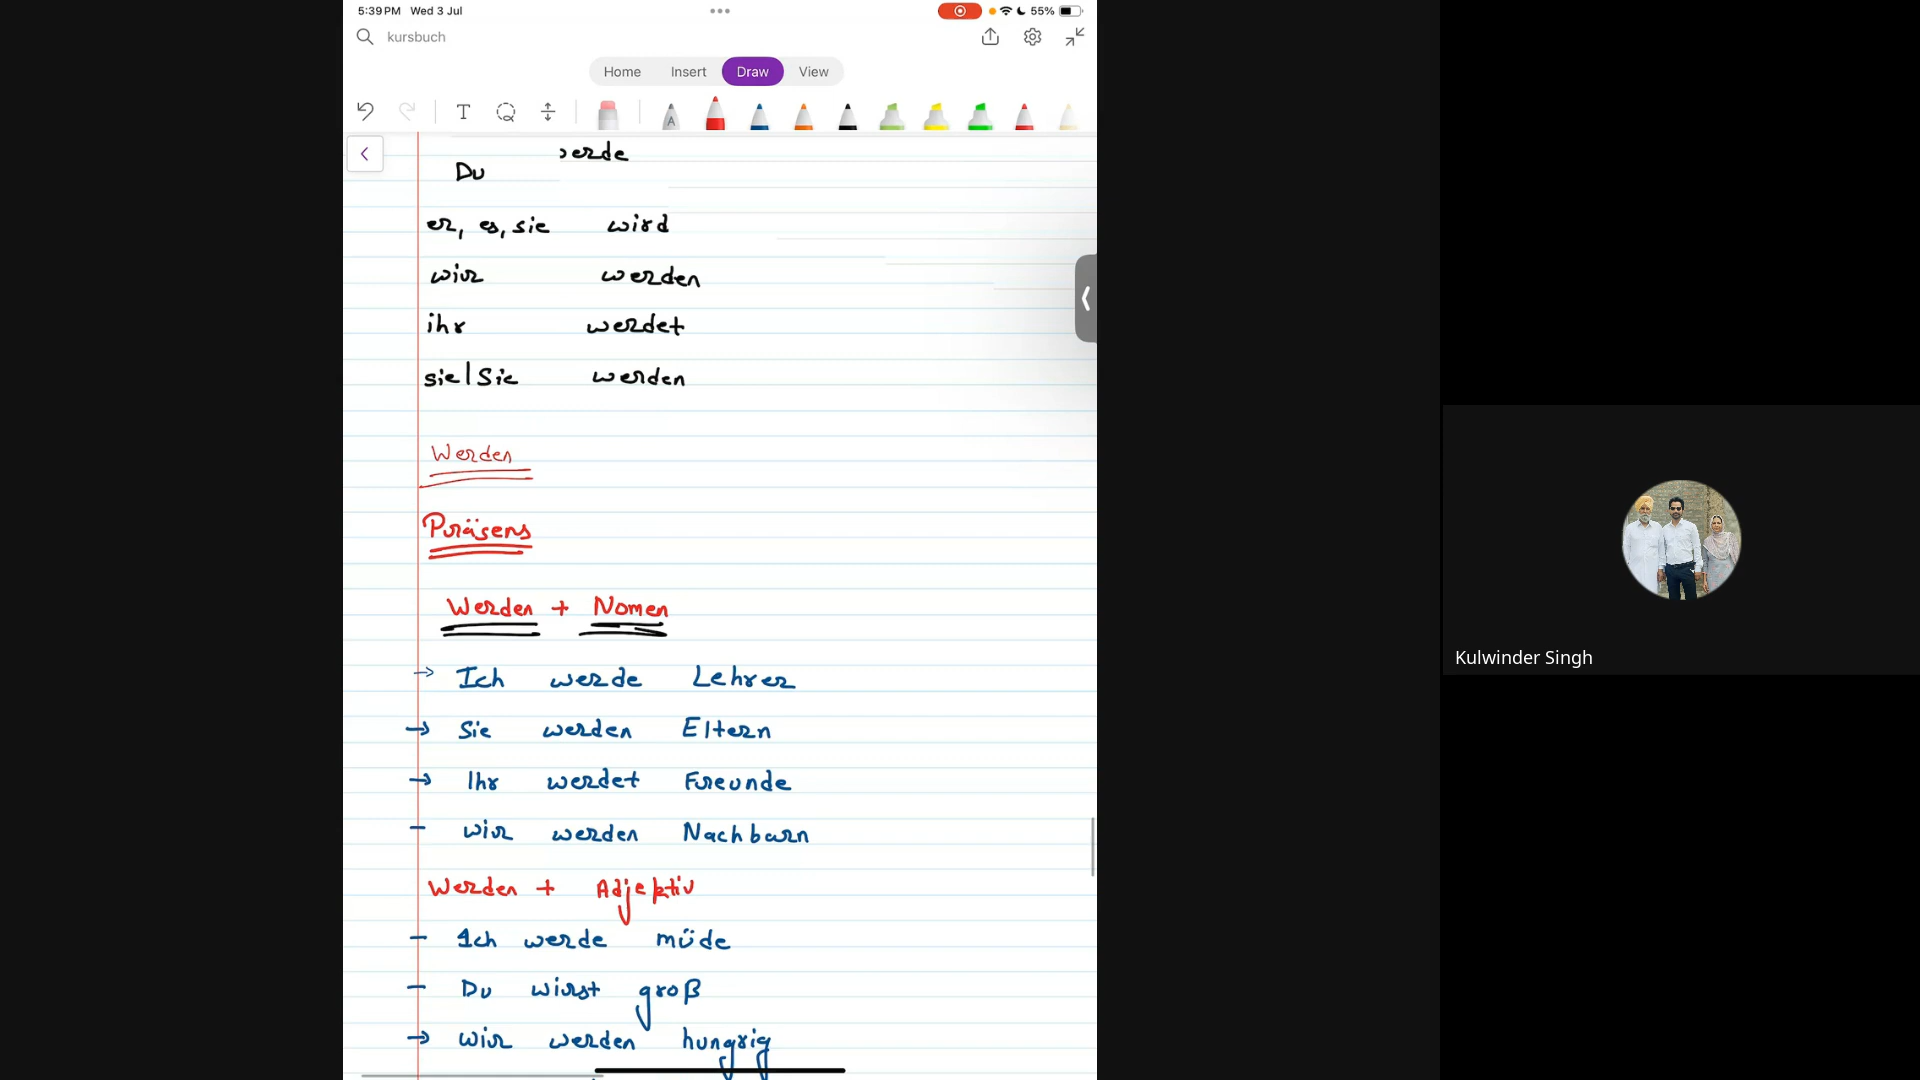 5:39 PM Wed 3 Jul
55%
kursbuch
Home Insert Draw View
A
werde
Du
er, es, sie wird
wir werden
ihr werdet
sie/Sie werden
Werden
Präsens
Werden + Nomen
→ Ich werde Lehrer
→ Sie werden Eltern
→ Ihr werdet Freunde
- wir werden Nachbarn
Werden + Adjektiv
- Ich werde müde
- Du wirst groß
→ wir werden hungrig
Kulwinder Singh